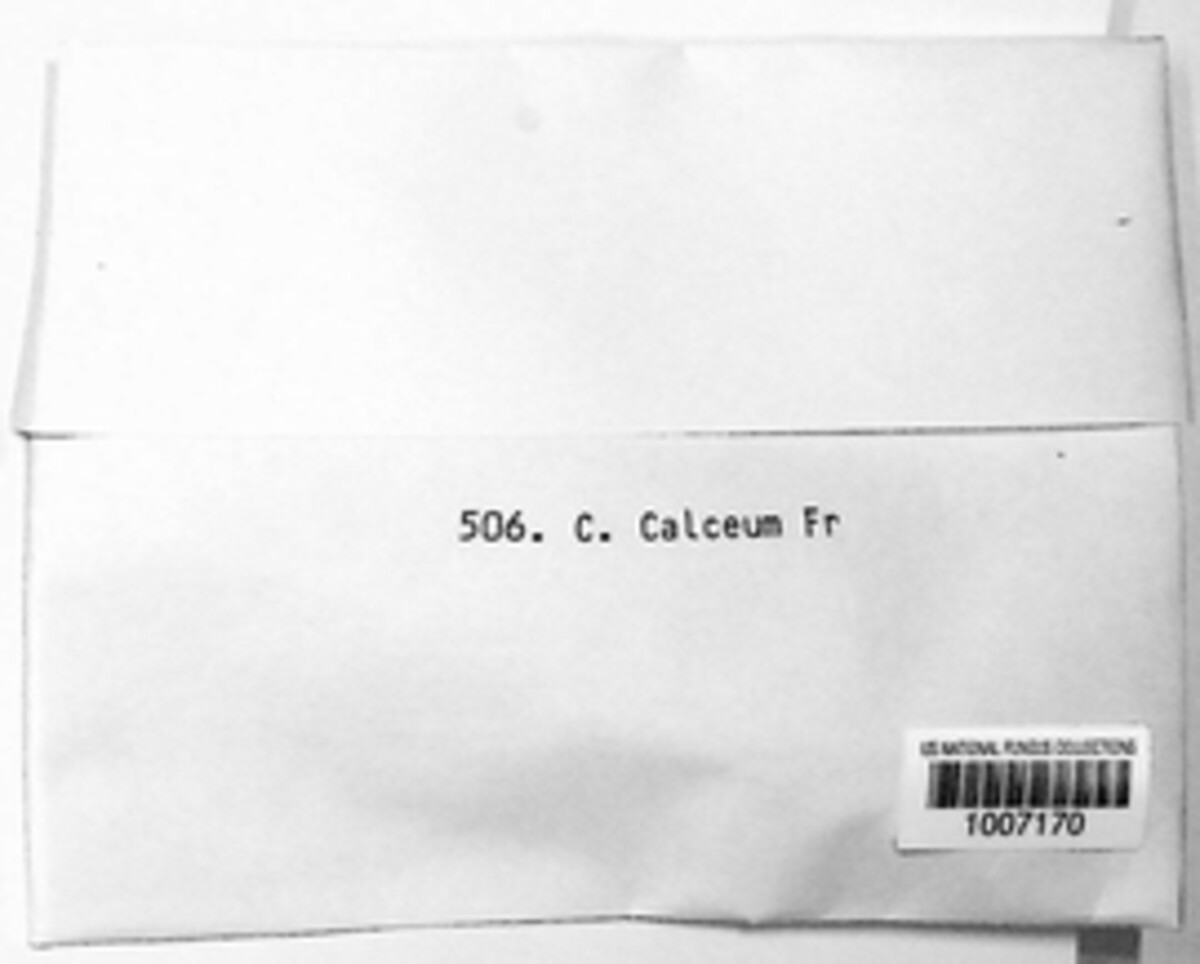 506. C. Calceum Fr
US NATIONAL FUNGUS COLLECTIONS
1007170